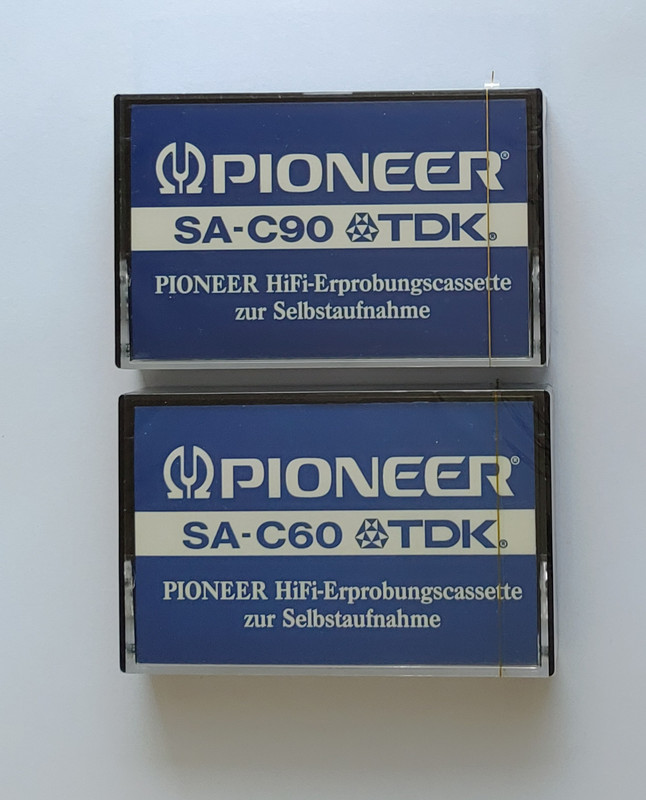 PIONEER®
SA-C90 TDK®
PIONEER HiFi-Erprobungscassette
zur Selbstaufnahme
PIONEER®
SA-C60 TDK®
PIONEER HiFi-Erprobungscassette
zur Selbstaufnahme